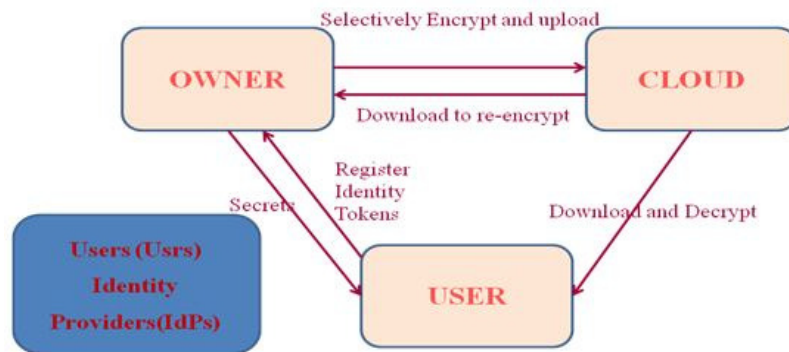 Selectively Encrypt and upload
OWNER
CLOUD
Download to re-encrypt
Register
Identity
Tokens
Secrets
Download and Decrypt
Users (Usrs)
Identity
Providers(IdPs)
USER